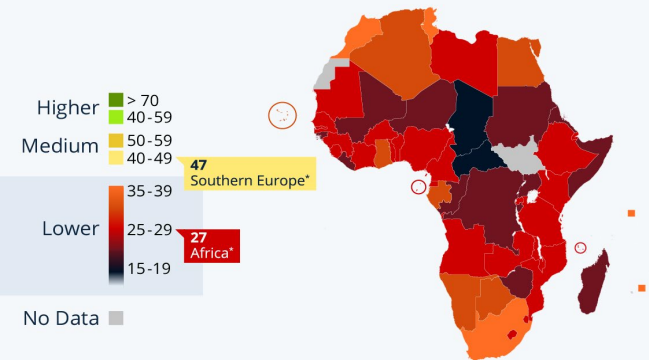 Higher
> 70
40-59
Medium
50-59
40-49
47
Southern Europe*
Lower
35-39
25-29
27
Africa*
15-19
No Data